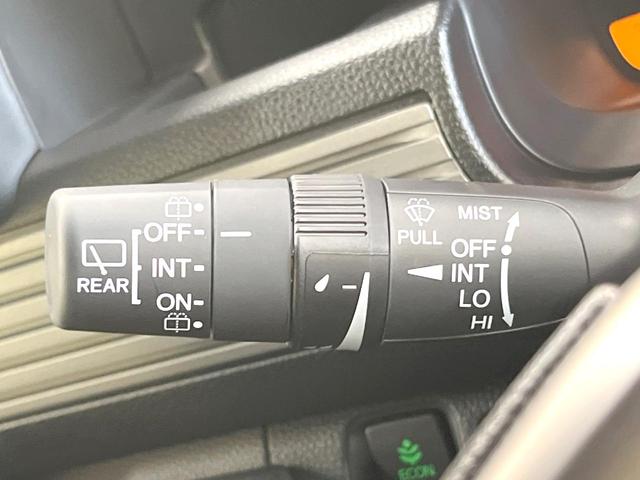 REAR
OFF
INT
ON
PULL
MIST
OFF
INT
LO
HI
ECON